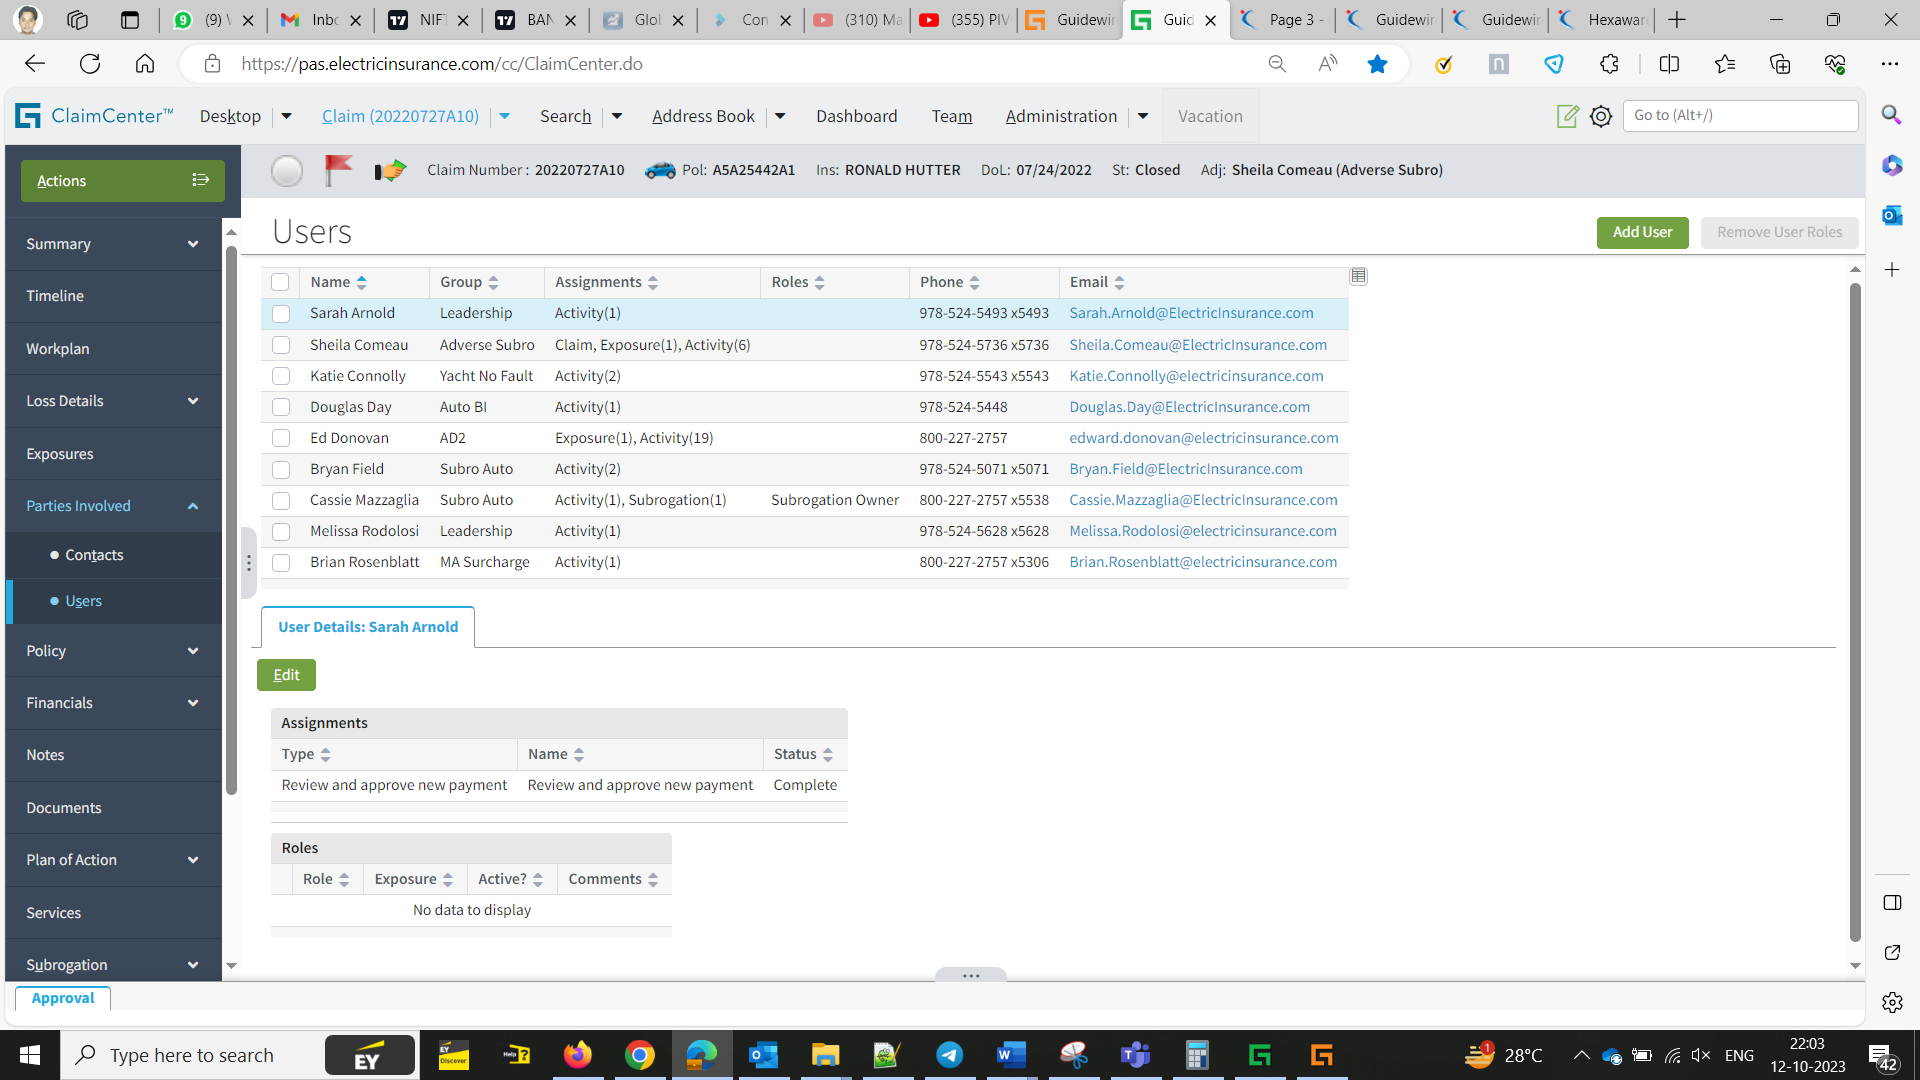 (9) W
Inbo
NIFT
BAN
Glob
Con
(310) Ma
(355) PIV
Guidewir
Guid
Page 3 -
Guidewir
Guidewir
Hexawar
https://pas.electricinsurance.com/cc/ClaimCenter.do
ClaimCenter™
Desktop
Claim (20220727A10)
Search
Address Book
Dashboard
Team
Administration
Vacation
Go to (Alt+/)
Actions
Claim Number : 20220727A10 Pol: A5A25442A1 Ins: RONALD HUTTER DoL: 07/24/2022 St: Closed Adj: Sheila Comeau (Adverse Subro)
Summary
Timeline
Workplan
Loss Details
Exposures
Parties Involved
Contacts
Users
Policy
Financials
Notes
Documents
Plan of Action
Services
Subrogation
Users
Add User
Remove User Roles
Name Group Assignments Roles Phone Email
Sarah Arnold Leadership Activity(1) 978-524-5493 x5493 Sarah.Arnold@ElectricInsurance.com
Sheila Comeau Adverse Subro Claim, Exposure(1), Activity(6) 978-524-5736 x5736 Sheila.Comeau@ElectricInsurance.com
Katie Connolly Yacht No Fault Activity(2) 978-524-5543 x5543 Katie.Connolly@electricinsurance.com
Douglas Day Auto BI Activity(1) 978-524-5448 Douglas.Day@ElectricInsurance.com
Ed Donovan AD2 Exposure(1), Activity(19) 800-227-2757 edward.donovan@electricinsurance.com
Bryan Field Subro Auto Activity(2) 978-524-5071 x5071 Bryan.Field@ElectricInsurance.com
Cassie Mazzaglia Subro Auto Activity(1), Subrogation(1) Subrogation Owner 800-227-2757 x5538 Cassie.Mazzaglia@ElectricInsurance.com
Melissa Rodolosi Leadership Activity(1) 978-524-5628 x5628 Melissa.Rodolosi@electricinsurance.com
Brian Rosenblatt MA Surcharge Activity(1) 800-227-2757 x5306 Brian.Rosenblatt@electricinsurance.com
User Details: Sarah Arnold
Edit
Assignments
Type Name Status
Review and approve new payment Review and approve new payment Complete
Roles
Role Exposure Active? Comments
No data to display
Approval
Type here to search
EY
EY
Discover
Help ?
1
28°C
ENG
22:03
12-10-2023
42